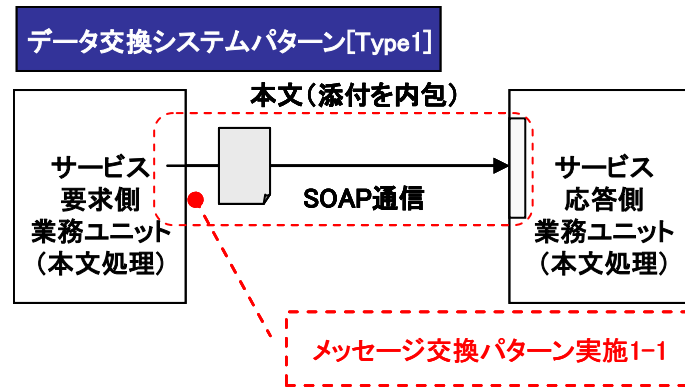 データ交換システムパターン[Type1]
本文(添付を内包)
サービス
要求側
業務ユニット
(本文処理)
SOAP通信
サービス
応答側
業務ユニット
(本文処理)
メッセージ交換パターン実施1-1